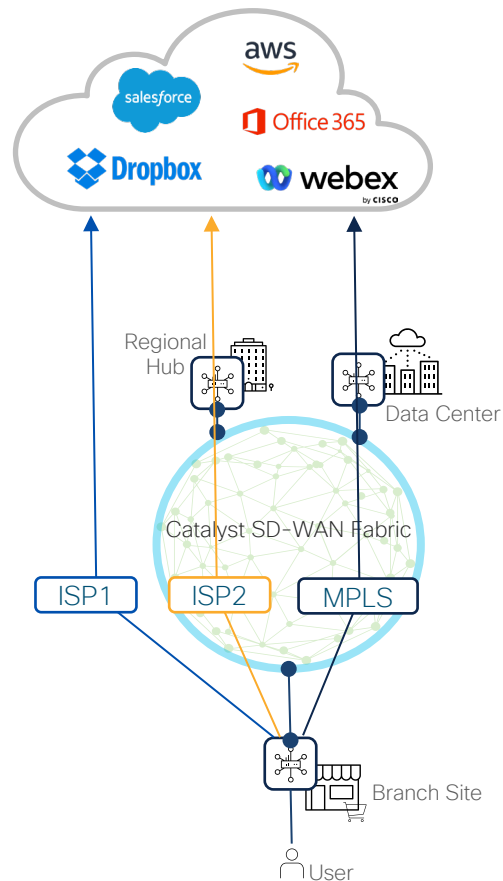 aws
salesforce
Office 365
Dropbox
webex
by CISCO
Regional
Hub
Data Center
Catalyst SD-WAN Fabric
ISP1
ISP2
MPLS
Branch Site
User